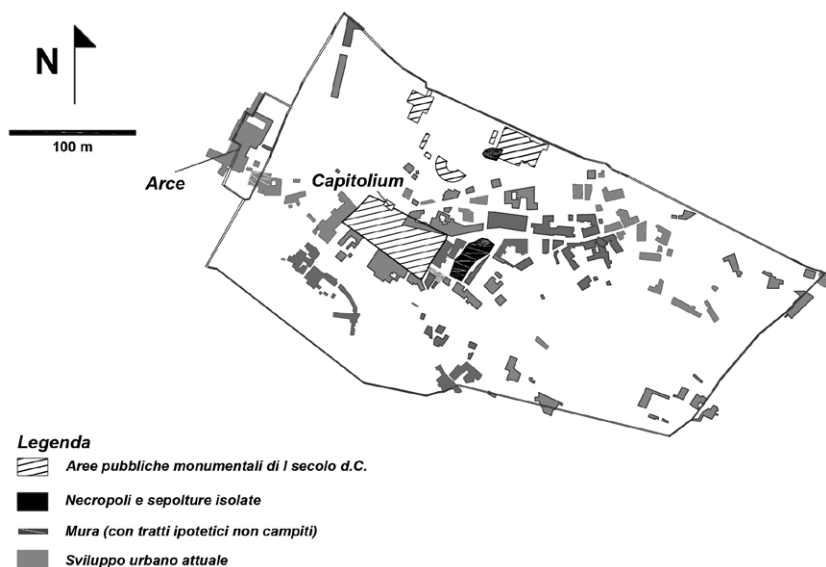 N
100 m
Arce
Capitolium
Legenda
Aree pubbliche monumentali di I secolo d.C.
Necropoli e sepolture isolate
Mura (con tratti ipotetici non campiti)
Sviluppo urbano attuale